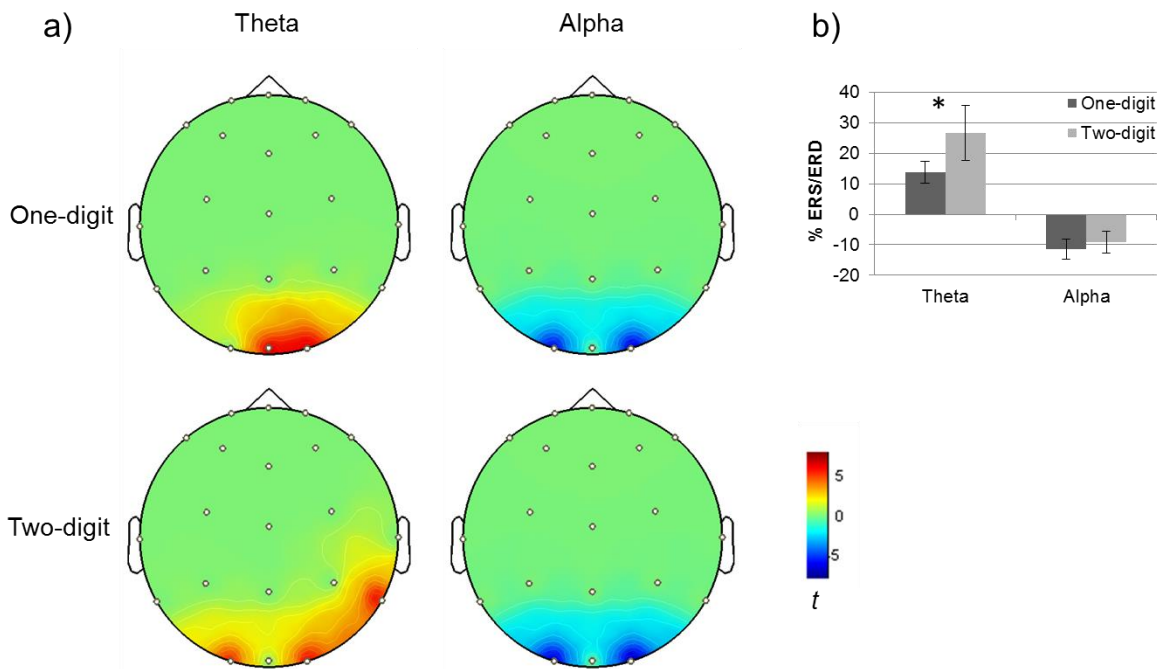 a)
Theta
Alpha
b)
One-digit
Two-digit
40
30
20
10
0
-10
-20
% ERS/ERD
*
One-digit
Two-digit
Theta
Alpha
5
0
-5
t